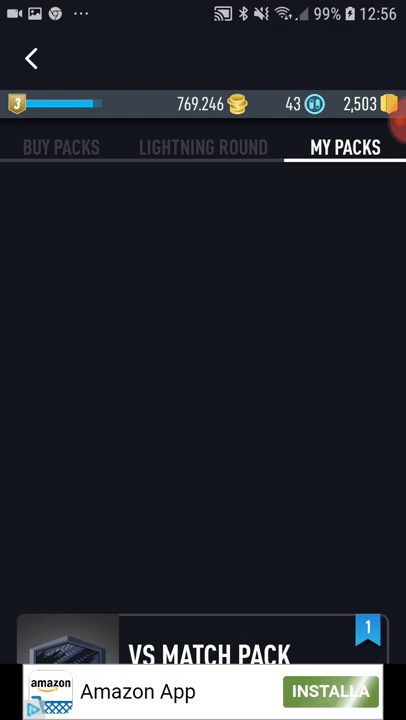 99% 12:56
3 769.246 43 2,503
BUY PACKS LIGHTNING ROUND MY PACKS
1
VS MATCH PACK
amazon Amazon App INSTALLA